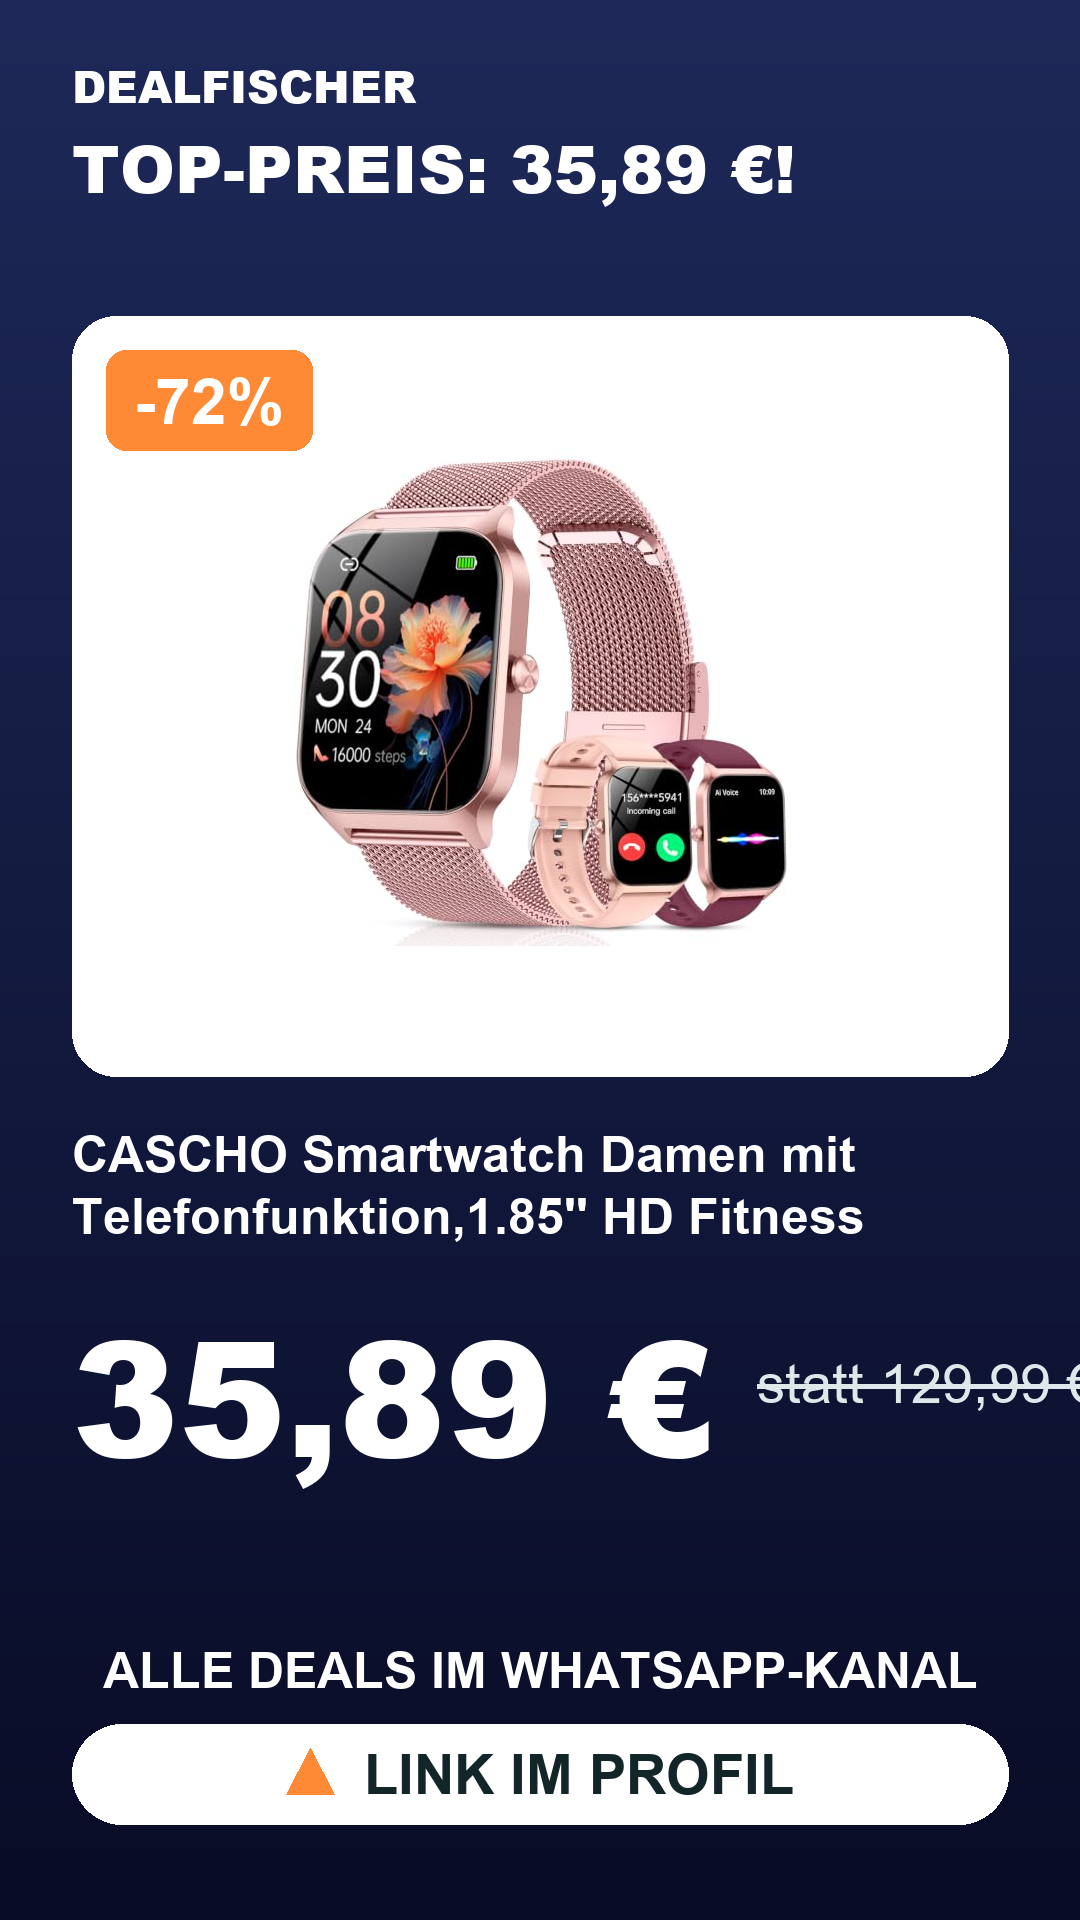 DEALFISCHER
TOP-PREIS: 35,89 €!
-72%
08
30
MON 24
16000 steps
156****5941
Incoming call
Ai Voice 10:09
CASCHO Smartwatch Damen mit
Telefonfunktion,1.85" HD Fitness
35,89 €
statt 129,99 €
ALLE DEALS IM WHATSAPP-KANAL
LINK IM PROFIL